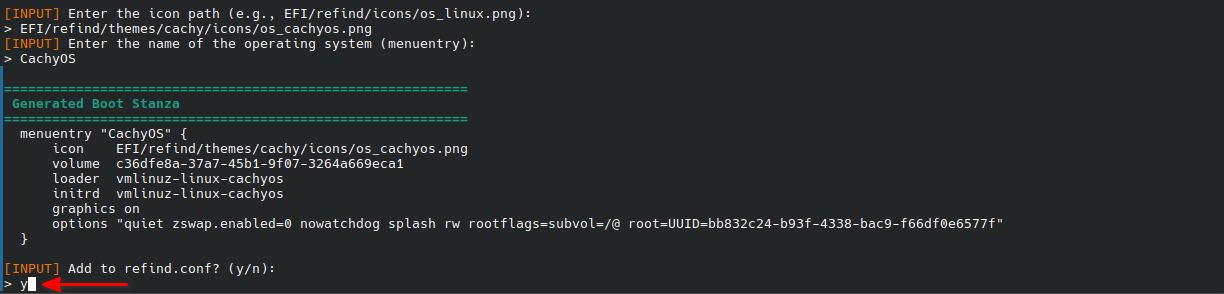 [INPUT] Enter the icon path (e.g., EFI/refind/icons/os_linux.png):
> EFI/refind/themes/cachy/icons/os_cachyos.png
[INPUT] Enter the name of the operating system (menuentry):
> CachyOS
==========================================================
Generated Boot Stanza
==========================================================
menuentry "CachyOS" {
icon    EFI/refind/themes/cachy/icons/os_cachyos.png
volume  c36dfe8a-37a7-45b1-9f07-3264a669eca1
loader  vmlinuz-linux-cachyos
initrd  vmlinuz-linux-cachyos
graphics on
options "quiet zswap.enabled=0 nowatchdog splash rw rootflags=subvol=/@ root=UUID=bb832c24-b93f-4338-bac9-f66df0e6577f"
}
[INPUT] Add to refind.conf? (y/n):
> y